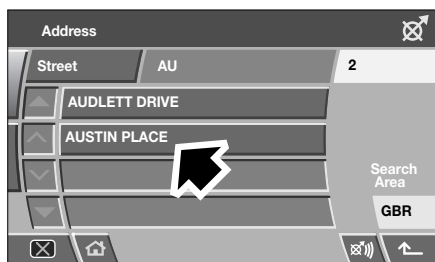 Address
Street AU 2
AUDLETT DRIVE
AUSTIN PLACE
Search
Area
GBR